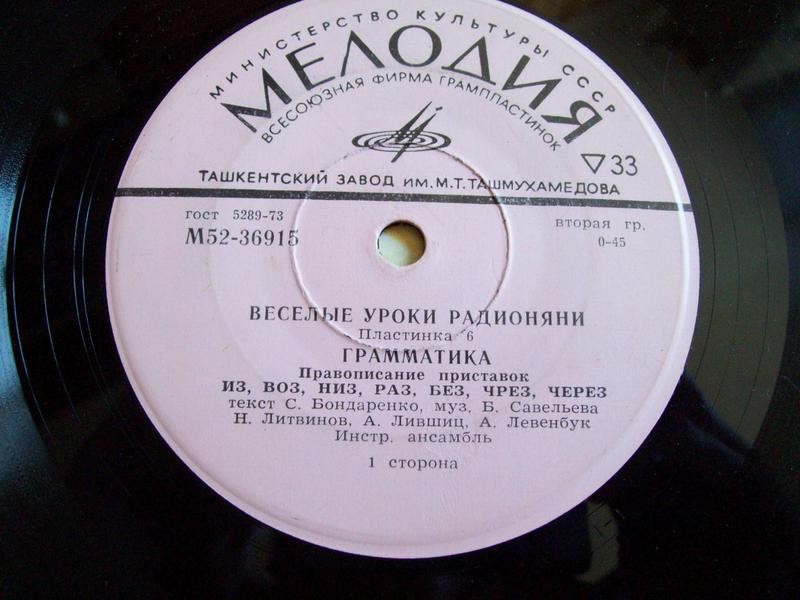 МИНИСТЕРСТВО КУЛЬТУРЫ СССР
МЕЛОДИЯ
ВСЕСОЮЗНАЯ ФИРМА ГРАМПЛАСТИНОК
33
ТАШКЕНТСКИЙ ЗАВОД ИМ. М.Т. ТАШМУХАМЕДОВА
гост 5289-73
вторая гр.
М52-36915
0-45
ВЕСЕЛЫЕ УРОКИ РАДИОНЯНИ
Пластинка 6
ГРАММАТИКА
Правописание приставок
ИЗ, ВОЗ, НИЗ, РАЗ, БЕЗ, ЧРЕЗ, ЧЕРЕЗ
текст С. Бондаренко, муз. Б. Савельева
Н. Литвинов, А. Лившиц, А. Левенбук
Инстр. ансамбль
1 сторона